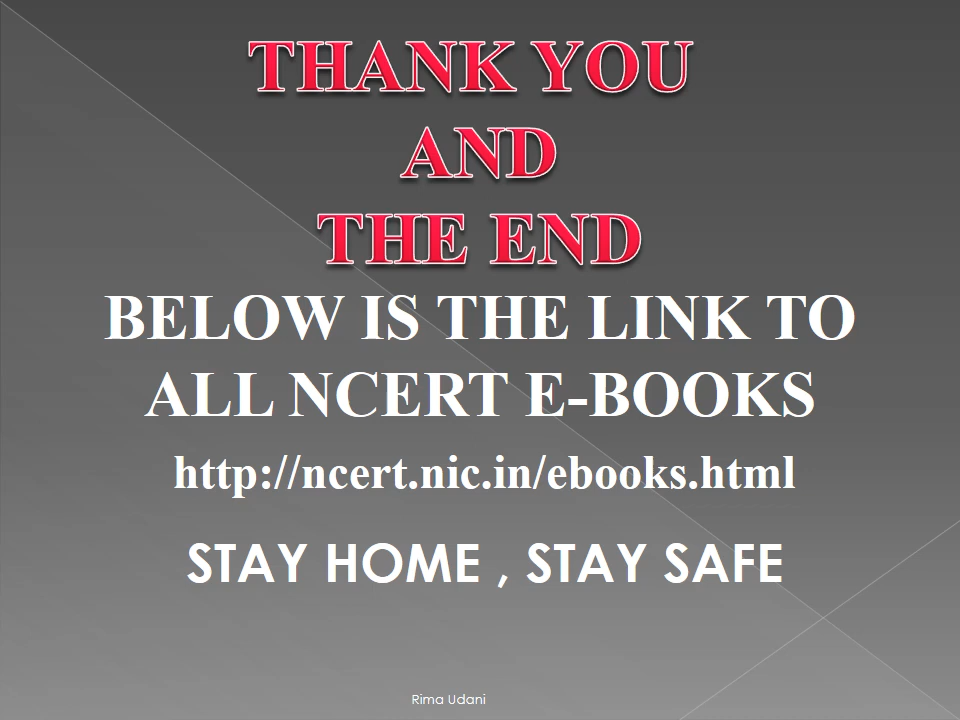 THANK YOU
AND
THE END
BELOW IS THE LINK TO
ALL NCERT E-BOOKS
http://ncert.nic.in/ebooks.html
STAY HOME , STAY SAFE
Rima Udani